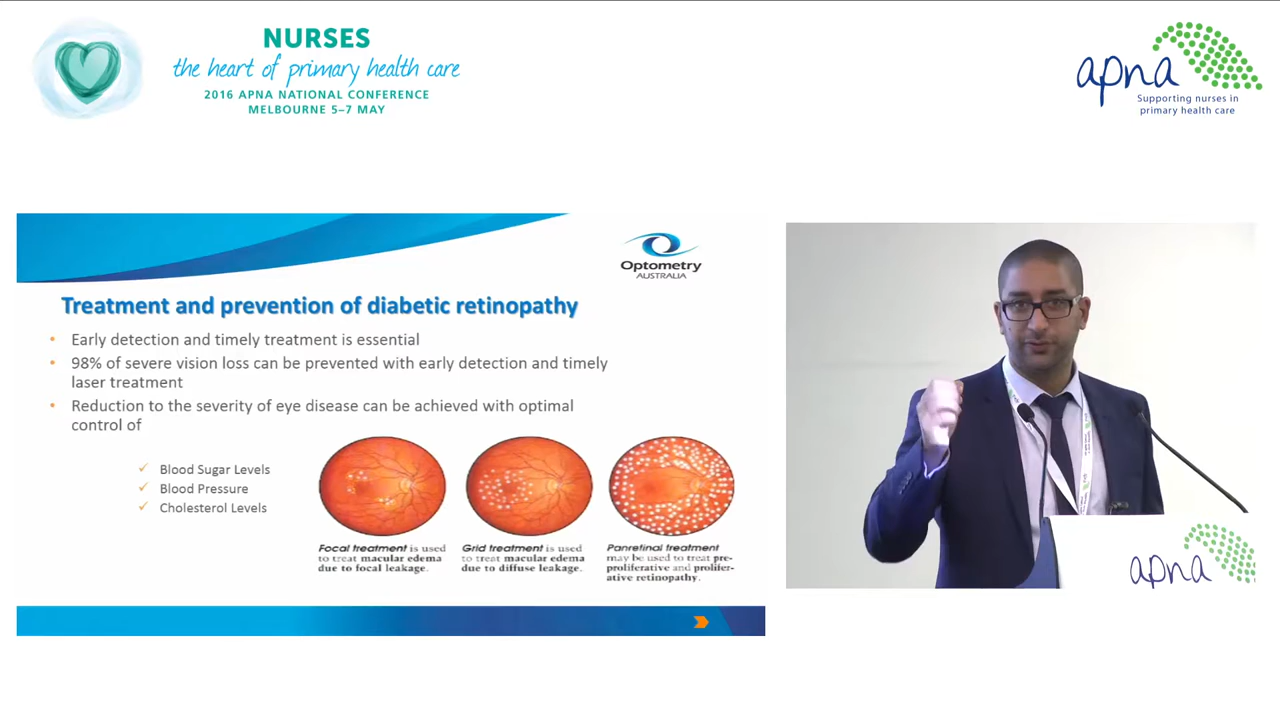 NURSES
the heart of primary health care
2016 APNA NATIONAL CONFERENCE
MELBOURNE 5–7 MAY
apna
Supporting nurses in
primary health care
Optometry
AUSTRALIA
Treatment and prevention of diabetic retinopathy
• Early detection and timely treatment is essential
• 98% of severe vision loss can be prevented with early detection and timely
laser treatment
• Reduction to the severity of eye disease can be achieved with optimal
control of
✓ Blood Sugar Levels
✓ Blood Pressure
✓ Cholesterol Levels
Focal treatment is used
to treat macular edema
due to focal leakage.
Grid treatment is used
to treat macular edema
due to diffuse leakage.
Panretinal treatment
may be used to treat pre-
proliferative and prolifer-
ative retinopathy.
apna